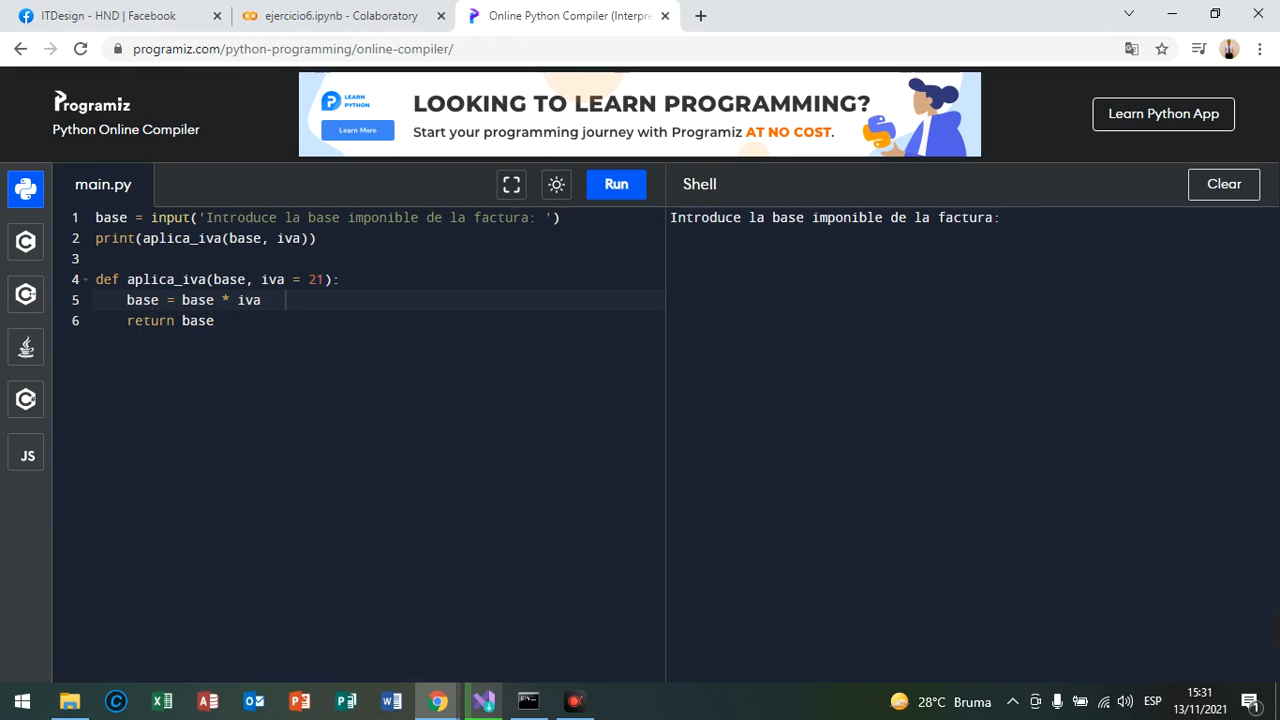 ITDesign - HND | Facebook
ejercicio6.ipynb - Colaboratory
Online Python Compiler (Interpre
programiz.com/python-programming/online-compiler/
Programiz
Python Online Compiler
LEARN PYTHON
Learn More
LOOKING TO LEARN PROGRAMMING?
Start your programming journey with Programiz AT NO COST.
Learn Python App
main.py
Run
Shell
Clear
1 base = input('Introduce la base imponible de la factura: ')
2 print(aplica_iva(base, iva))
3
4 def aplica_iva(base, iva = 21):
5 base = base * iva
6 return base
Introduce la base imponible de la factura:
JS
28°C Bruma
ESP
15:31
13/11/2021
1